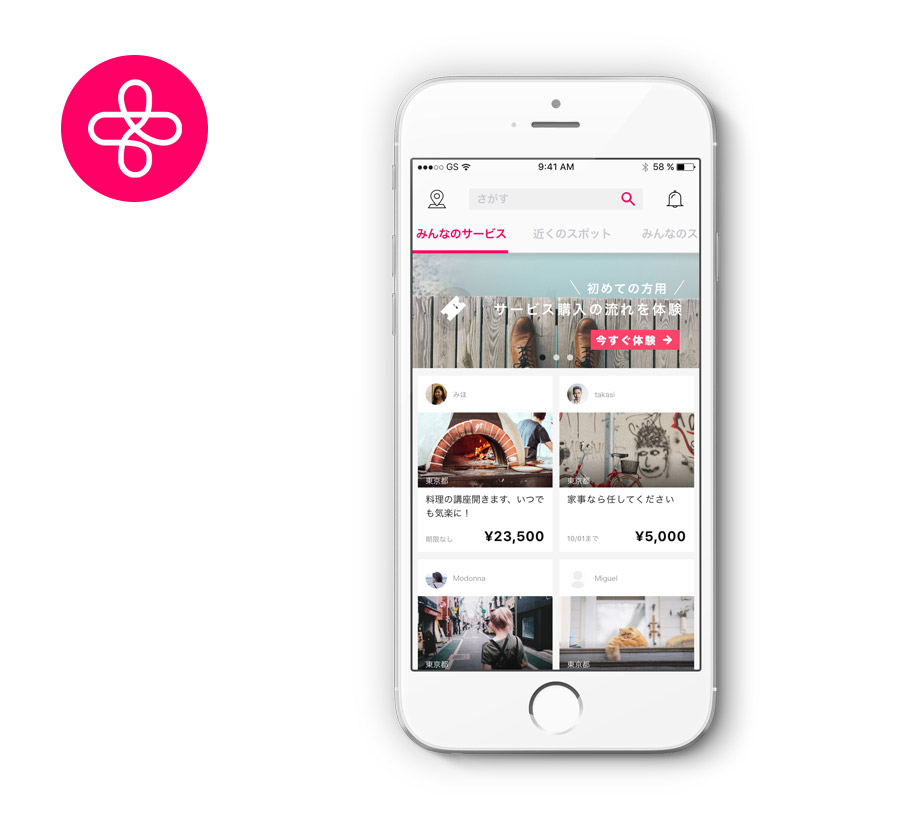 ●●●○○ GS 9:41 AM 58 %
さがす
みんなのサービス 近くのスポット みんなのス
\ 初めての方用 /
サービス購入の流れを体験
今すぐ体験 →
みほ
東京都
料理の講座開きます、いつで
も気楽に！
期限なし ¥23,500
takasi
東京都
家事なら任してください
10/01まで ¥5,000
Modonna
東京都
Miguel
東京都